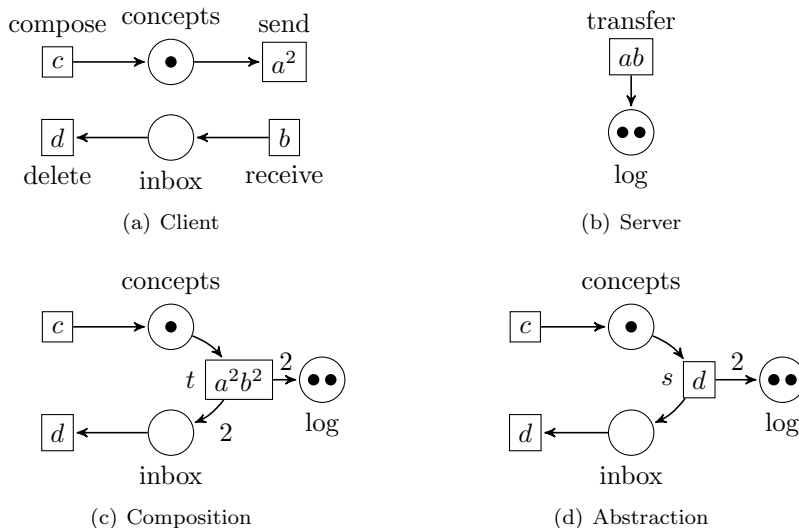 compose concepts send
c a²
d b
delete inbox receive
(a) Client
transfer
ab
log
(b) Server
concepts
c
t a²b² 2
2
d
log
inbox
(c) Composition
concepts
c
s d 2
d
log
inbox
(d) Abstraction